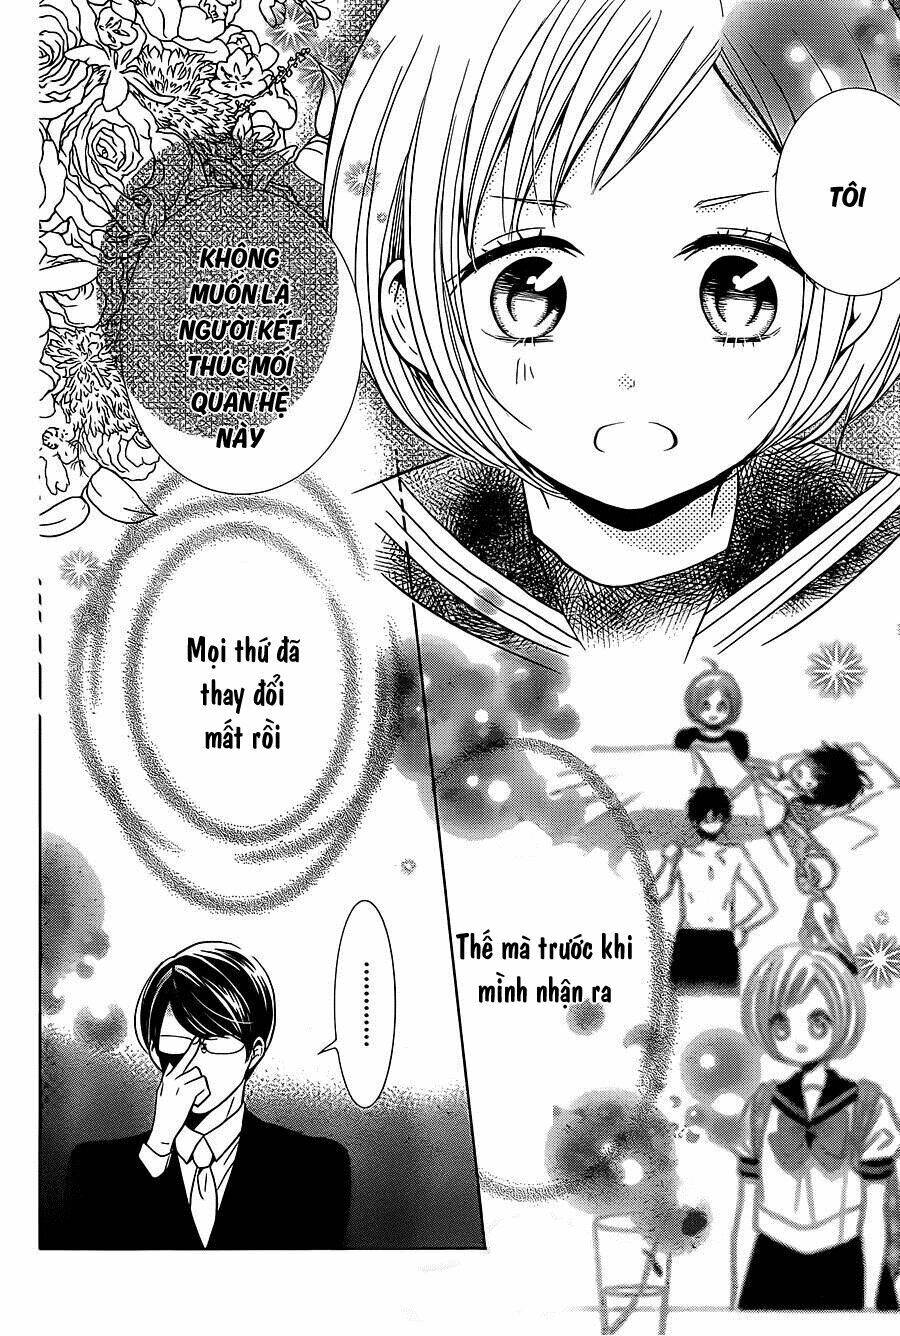 TÔI
KHÔNG
MUỐN LÀ
NGƯỜI KẾT
THÚC MỐI
QUAN HỆ
NÀY
Thế mà trước khi
mình nhận ra
Mọi thứ đã
thay đổi
mất rồi
..........